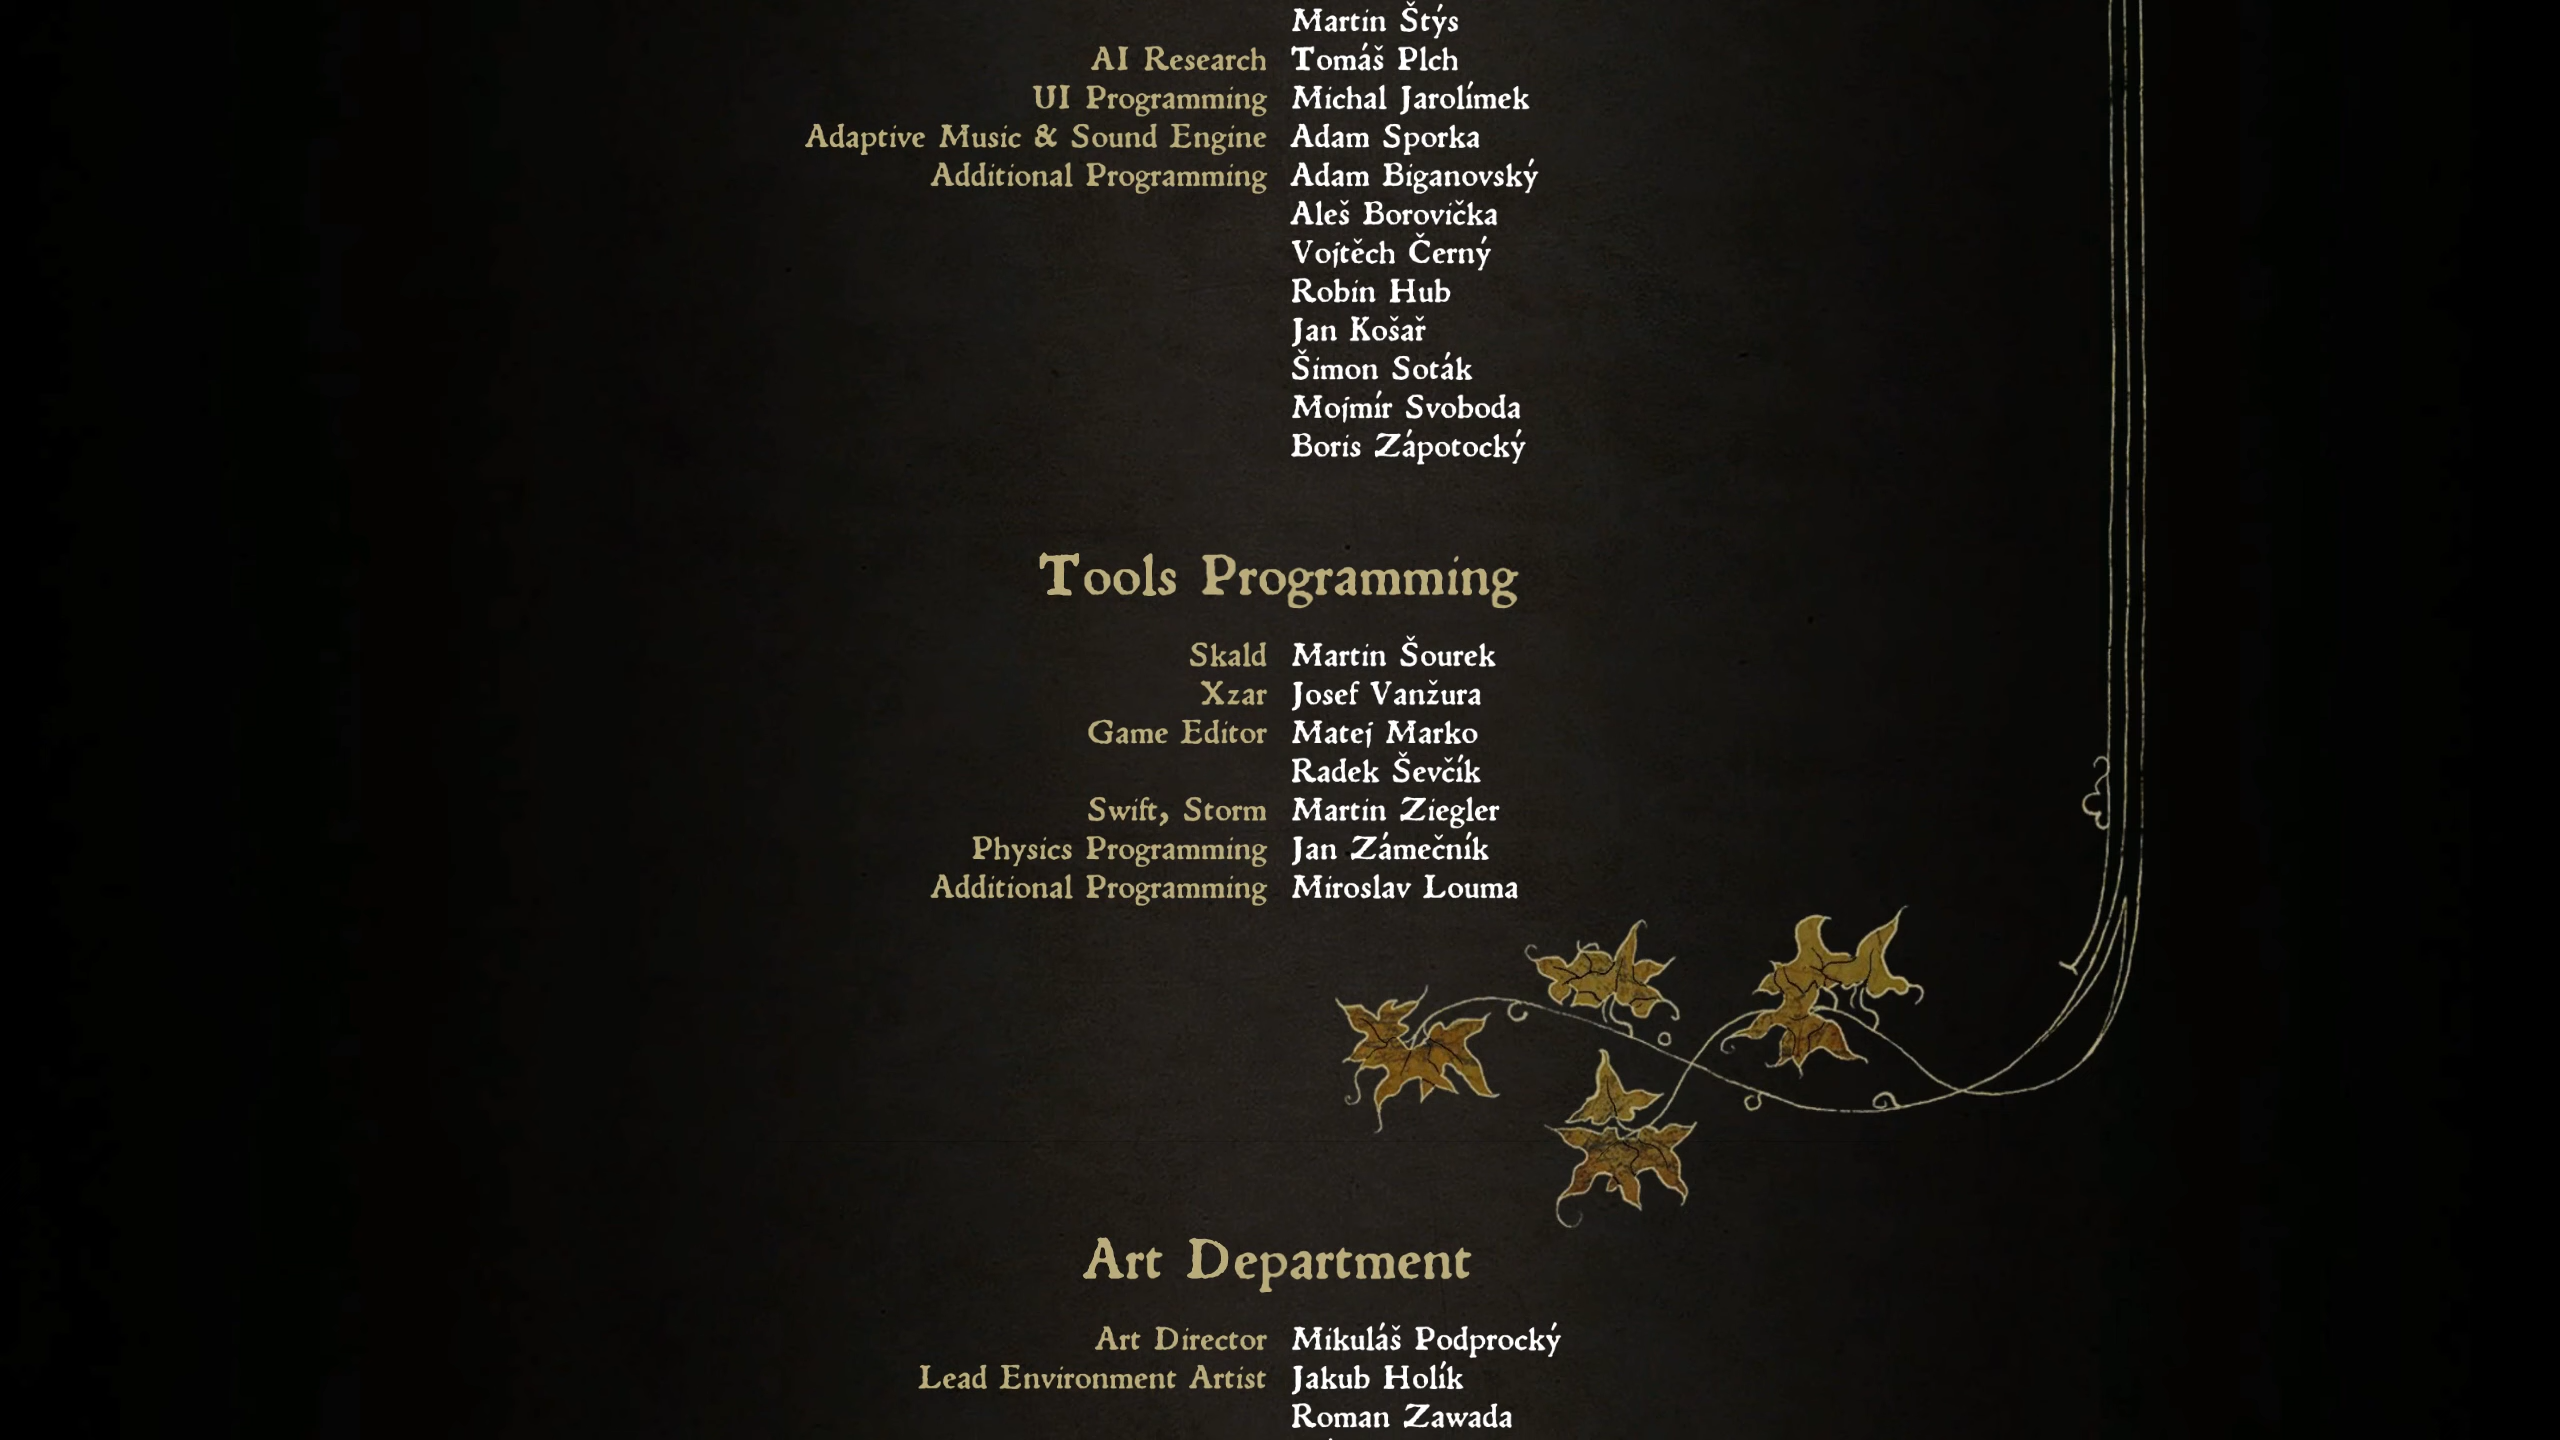 Martin Štýs
AI Research Tomáš Plch
UI Programming Michal Jarolímek
Adaptive Music & Sound Engine Adam Sporka
Additional Programming Adam Biganovský
Aleš Borovička
Vojtěch Černý
Robin Hub
Jan Košař
Šimon Soták
Mojmír Svoboda
Boris Zápotocký
Tools Programming
Skald Martin Šourek
Xzar Josef Vanžura
Game Editor Matej Marko
Radek Ševčík
Swift, Storm Martin Ziegler
Physics Programming Jan Zámečník
Additional Programming Miroslav Louma
Art Department
Art Director Mikuláš Podprocký
Lead Environment Artist Jakub Holík
Roman Zawada